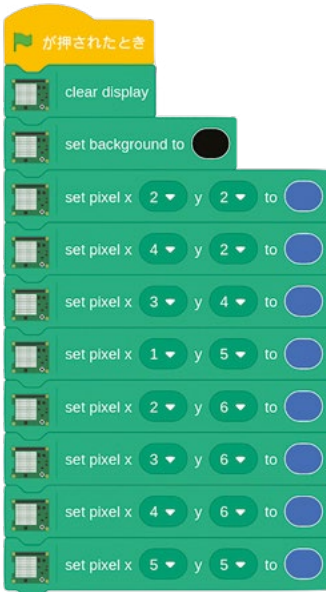 が押されたとき
clear display
set background to
set pixel x 2 y 2 to
set pixel x 4 y 2 to
set pixel x 3 y 4 to
set pixel x 1 y 5 to
set pixel x 2 y 6 to
set pixel x 3 y 6 to
set pixel x 4 y 6 to
set pixel x 5 y 5 to